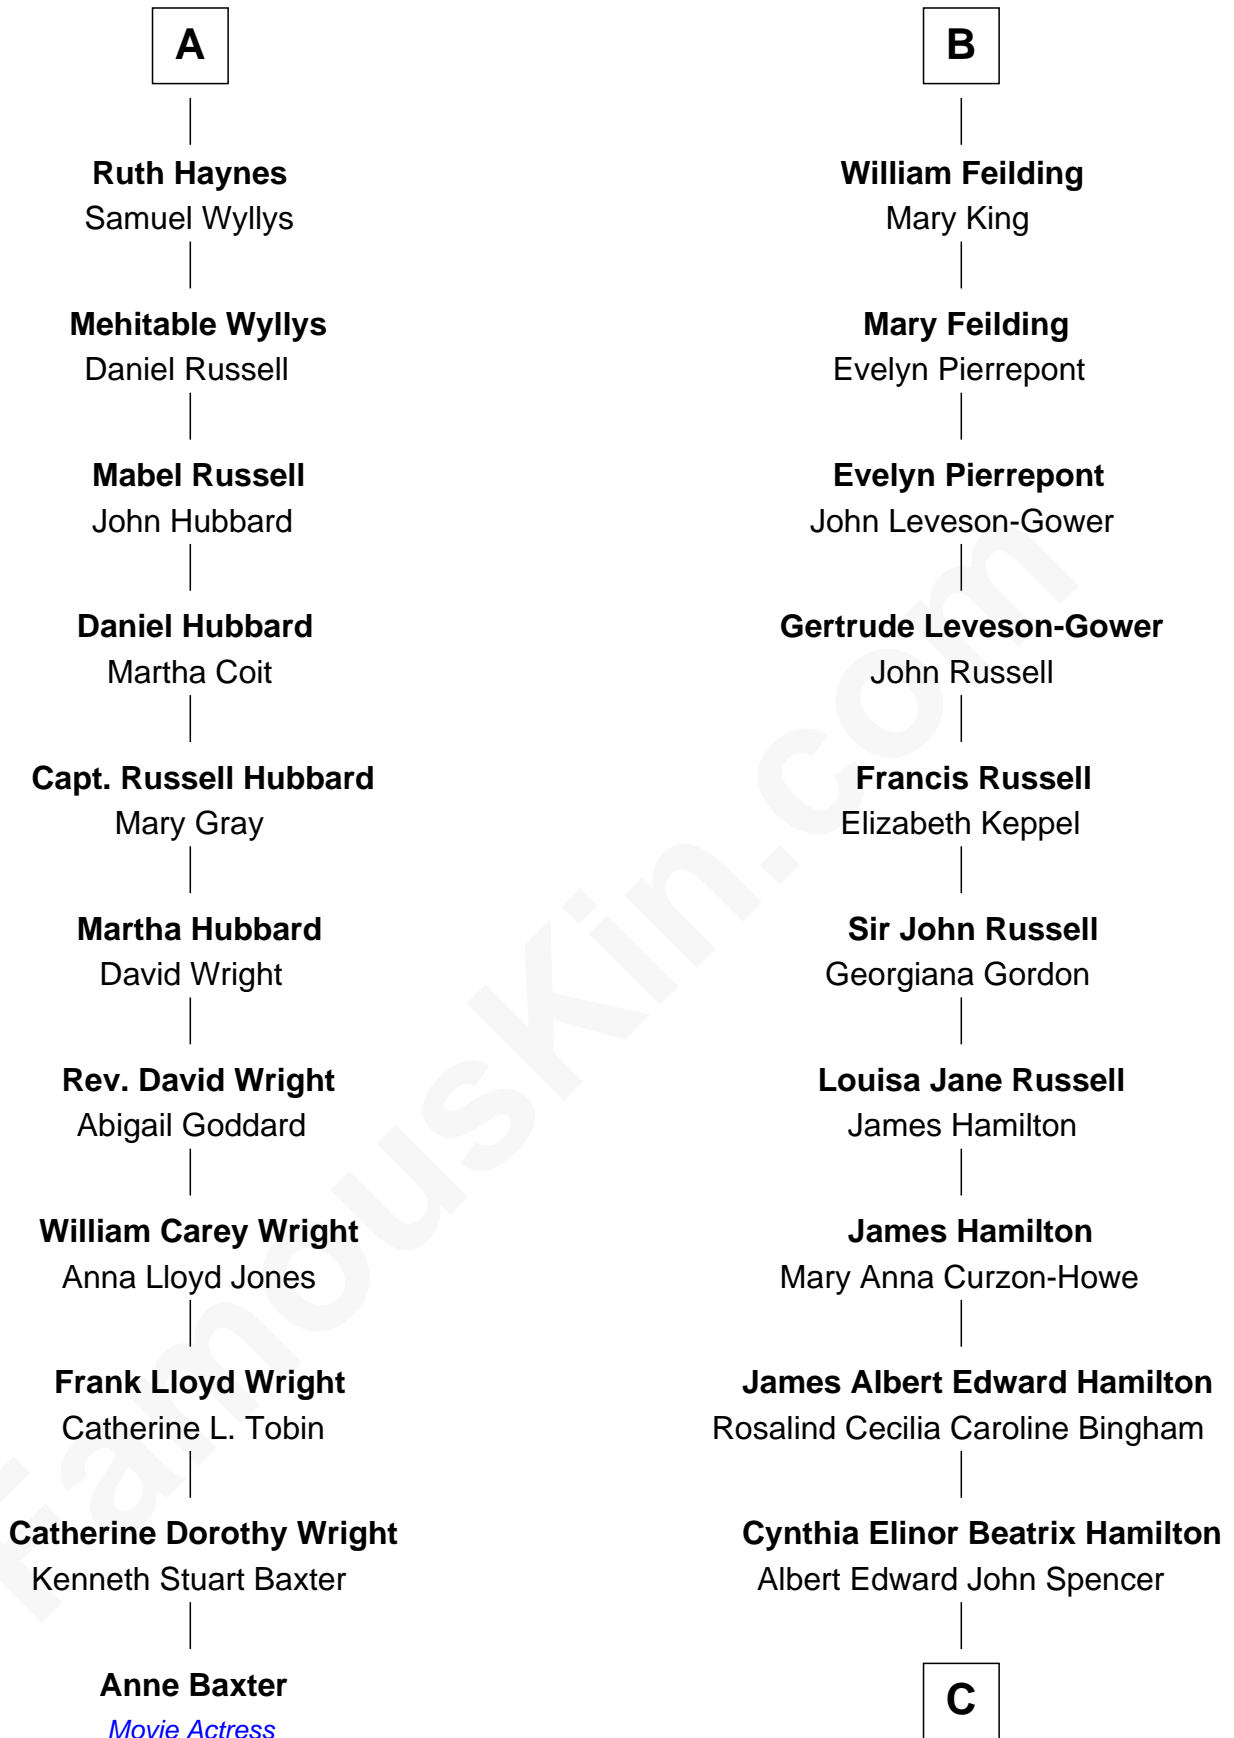 A
Ruth Haynes
Samuel Wyllys
Mehitable Wyllys
Daniel Russell
Mabel Russell
John Hubbard
Daniel Hubbard
Martha Coit
Capt. Russell Hubbard
Mary Gray
Martha Hubbard
David Wright
Rev. David Wright
Abigail Goddard
William Carey Wright
Anna Lloyd Jones
Frank Lloyd Wright
Catherine L. Tobin
Catherine Dorothy Wright
Kenneth Stuart Baxter
Anne Baxter
Movie Actress
B
William Feilding
Mary King
Mary Feilding
Evelyn Pierrepont
Evelyn Pierrepont
John Leveson-Gower
Gertrude Leveson-Gower
John Russell
Francis Russell
Elizabeth Keppel
Sir John Russell
Georgiana Gordon
Louisa Jane Russell
James Hamilton
James Hamilton
Mary Anna Curzon-Howe
James Albert Edward Hamilton
Rosalind Cecilia Caroline Bingham
Cynthia Elinor Beatrix Hamilton
Albert Edward John Spencer
C
FamousKin.com